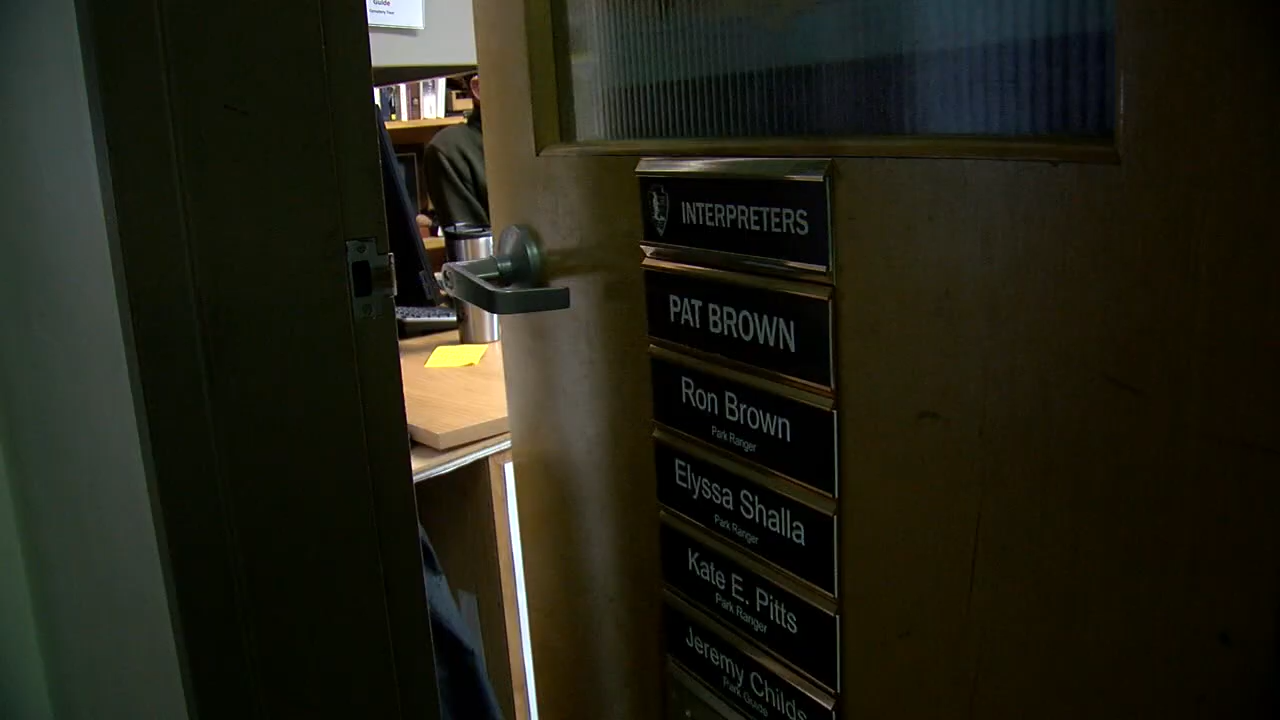 Guide
INTERPRETERS
PAT BROWN
Ron Brown
Park Ranger
Elyssa Shalla
Park Ranger
Kate E. Pitts
Park Ranger
Jeremy Childs
Park Guide